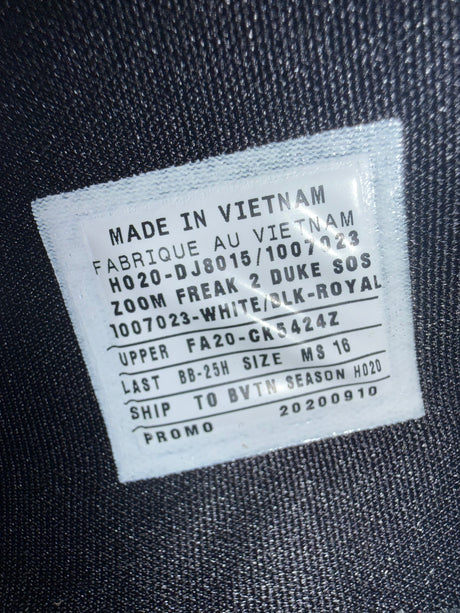 MADE IN VIETNAM
FABRIQUE AU VIETNAM
HO20-DJ8015/1007023
ZOOM FREAK 2 DUKE SOS
1007023-WHITE/BLK-ROYAL
UPPER FA20-CK5424Z
LAST BB-25H SIZE MS 16
SHIP TO BVTN SEASON HO20
PROMO 20200910